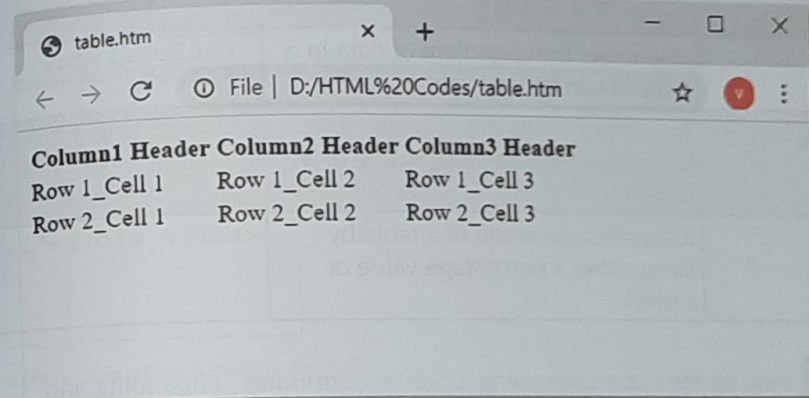 table.htm
File | D:/HTML%20Codes/table.htm
V
Column1 Header Column2 Header Column3 Header
Row 1_Cell 1 Row 1_Cell 2 Row 1_Cell 3
Row 2_Cell 1 Row 2_Cell 2 Row 2_Cell 3